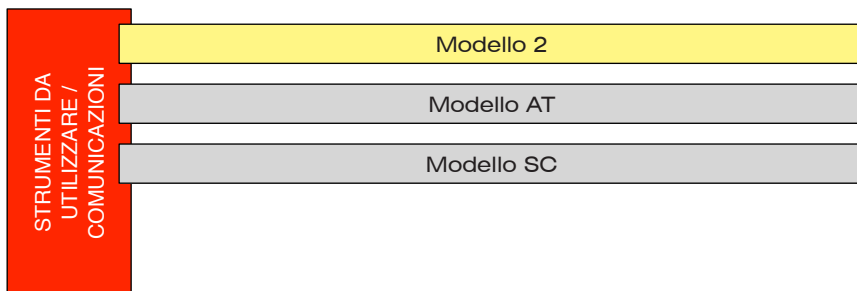 STRUMENTI DA
UTILIZZARE /
COMUNICAZIONI
Modello 2
Modello AT
Modello SC